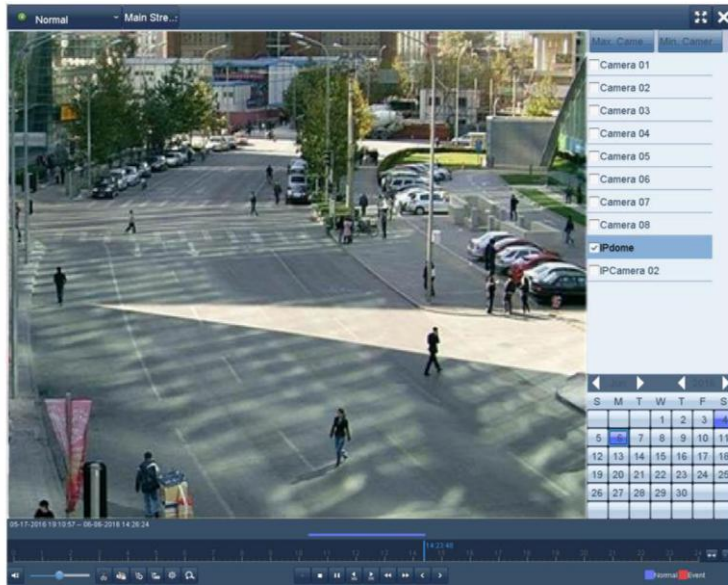 Normal
Main Stre..
Max. Came...
Min. Camer...
Camera 01
Camera 02
Camera 03
Camera 04
Camera 05
Camera 06
Camera 07
Camera 08
IPdome
IPCamera 02
S M T W T F S
1 2 3 4
5 6 7 8 9 10 11
12 13 14 15 16 17 18
19 20 21 22 23 24 25
26 27 28 29 30
05-17-2016 19:10:57 -- 06-06-2016 14:26:24
14:23:48
Normal Event